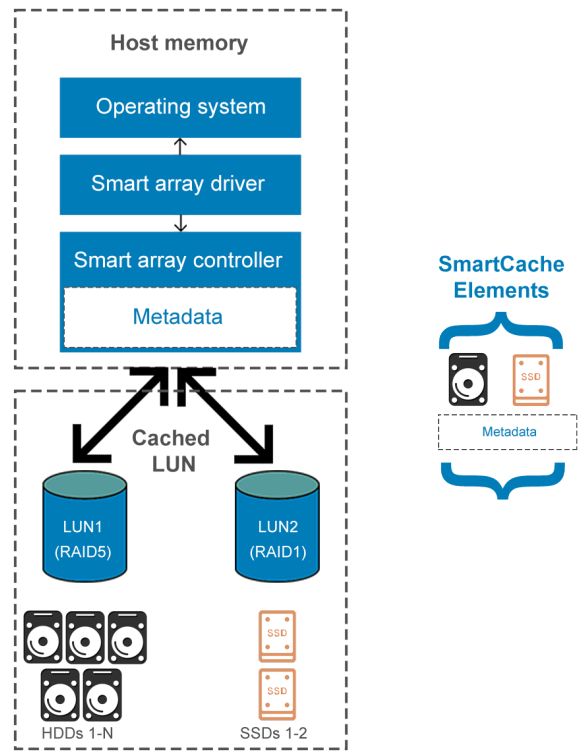 Host memory
Operating system
Smart array driver
Smart array controller
Metadata
Cached
LUN
LUN1
(RAID5)
LUN2
(RAID1)
SSD
SSD
HDDs 1-N
SSDs 1-2
SmartCache
Elements
SSD
Metadata